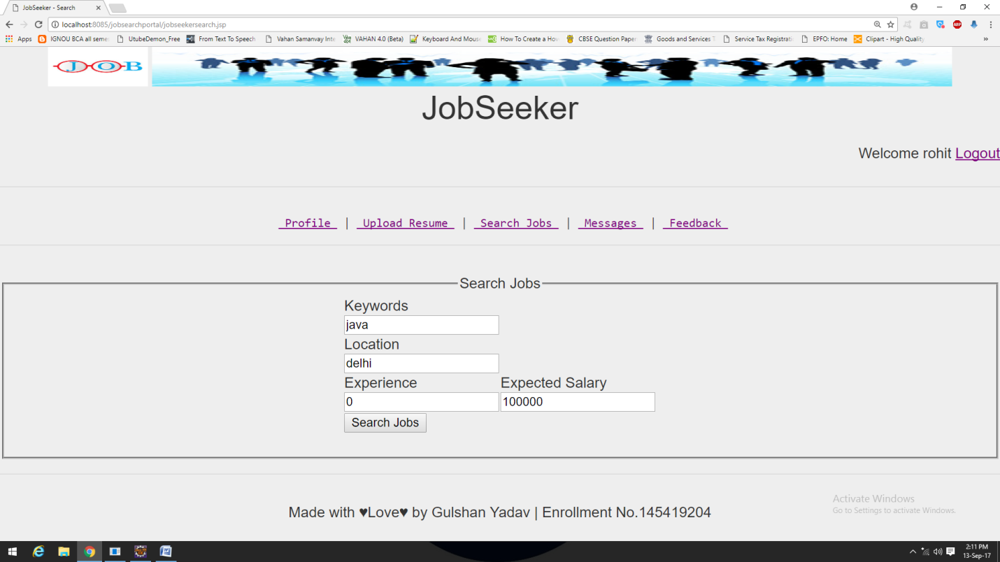 JobSeeker - Search
localhost:8085/jobsearchportal/jobseekersearch.jsp
Apps IGNOU BCA all semes UtubeDemon_Free From Text To Speech Vahan Samanvay Inte VAHAN 4.0 (Beta) Keyboard And Mouse How To Create a How CBSE Question Paper Goods and Services T Service Tax Registratio EPFO: Home Clipart - High Quality »
JOB
JobSeeker
Welcome rohit Logout
Profile | Upload Resume | Search Jobs | Messages | Feedback
Search Jobs
Keywords
java
Location
delhi
Experience Expected Salary
0 100000
Search Jobs
Activate Windows
Go to Settings to activate Windows.
Made with ♥Love♥ by Gulshan Yadav | Enrollment No.145419204
2:11 PM
13-Sep-17